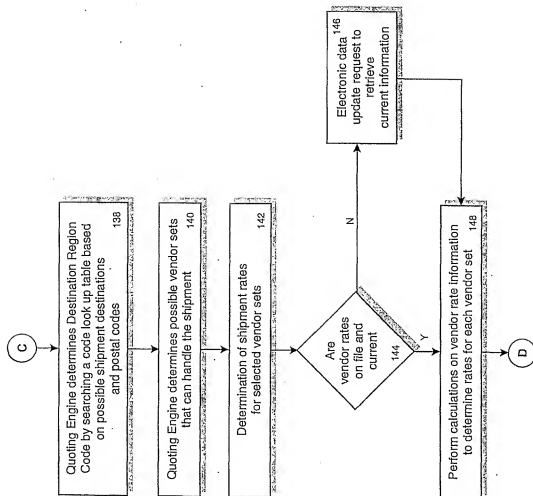 C
Quoting Engine determines Destination Region
Code by searching a code look up table based
on possible shipment destinations
and postal codes
138
Quoting Engine determines possible vendor sets
that can handle the shipment
140
Determination of shipment rates
for selected vendor sets
142
Are
vendor rates
on file and
current
144
N
Y
Electronic data
update request to
retrieve
current information
146
Perform calculations on vendor rate information
to determine rates for each vendor set
148
D